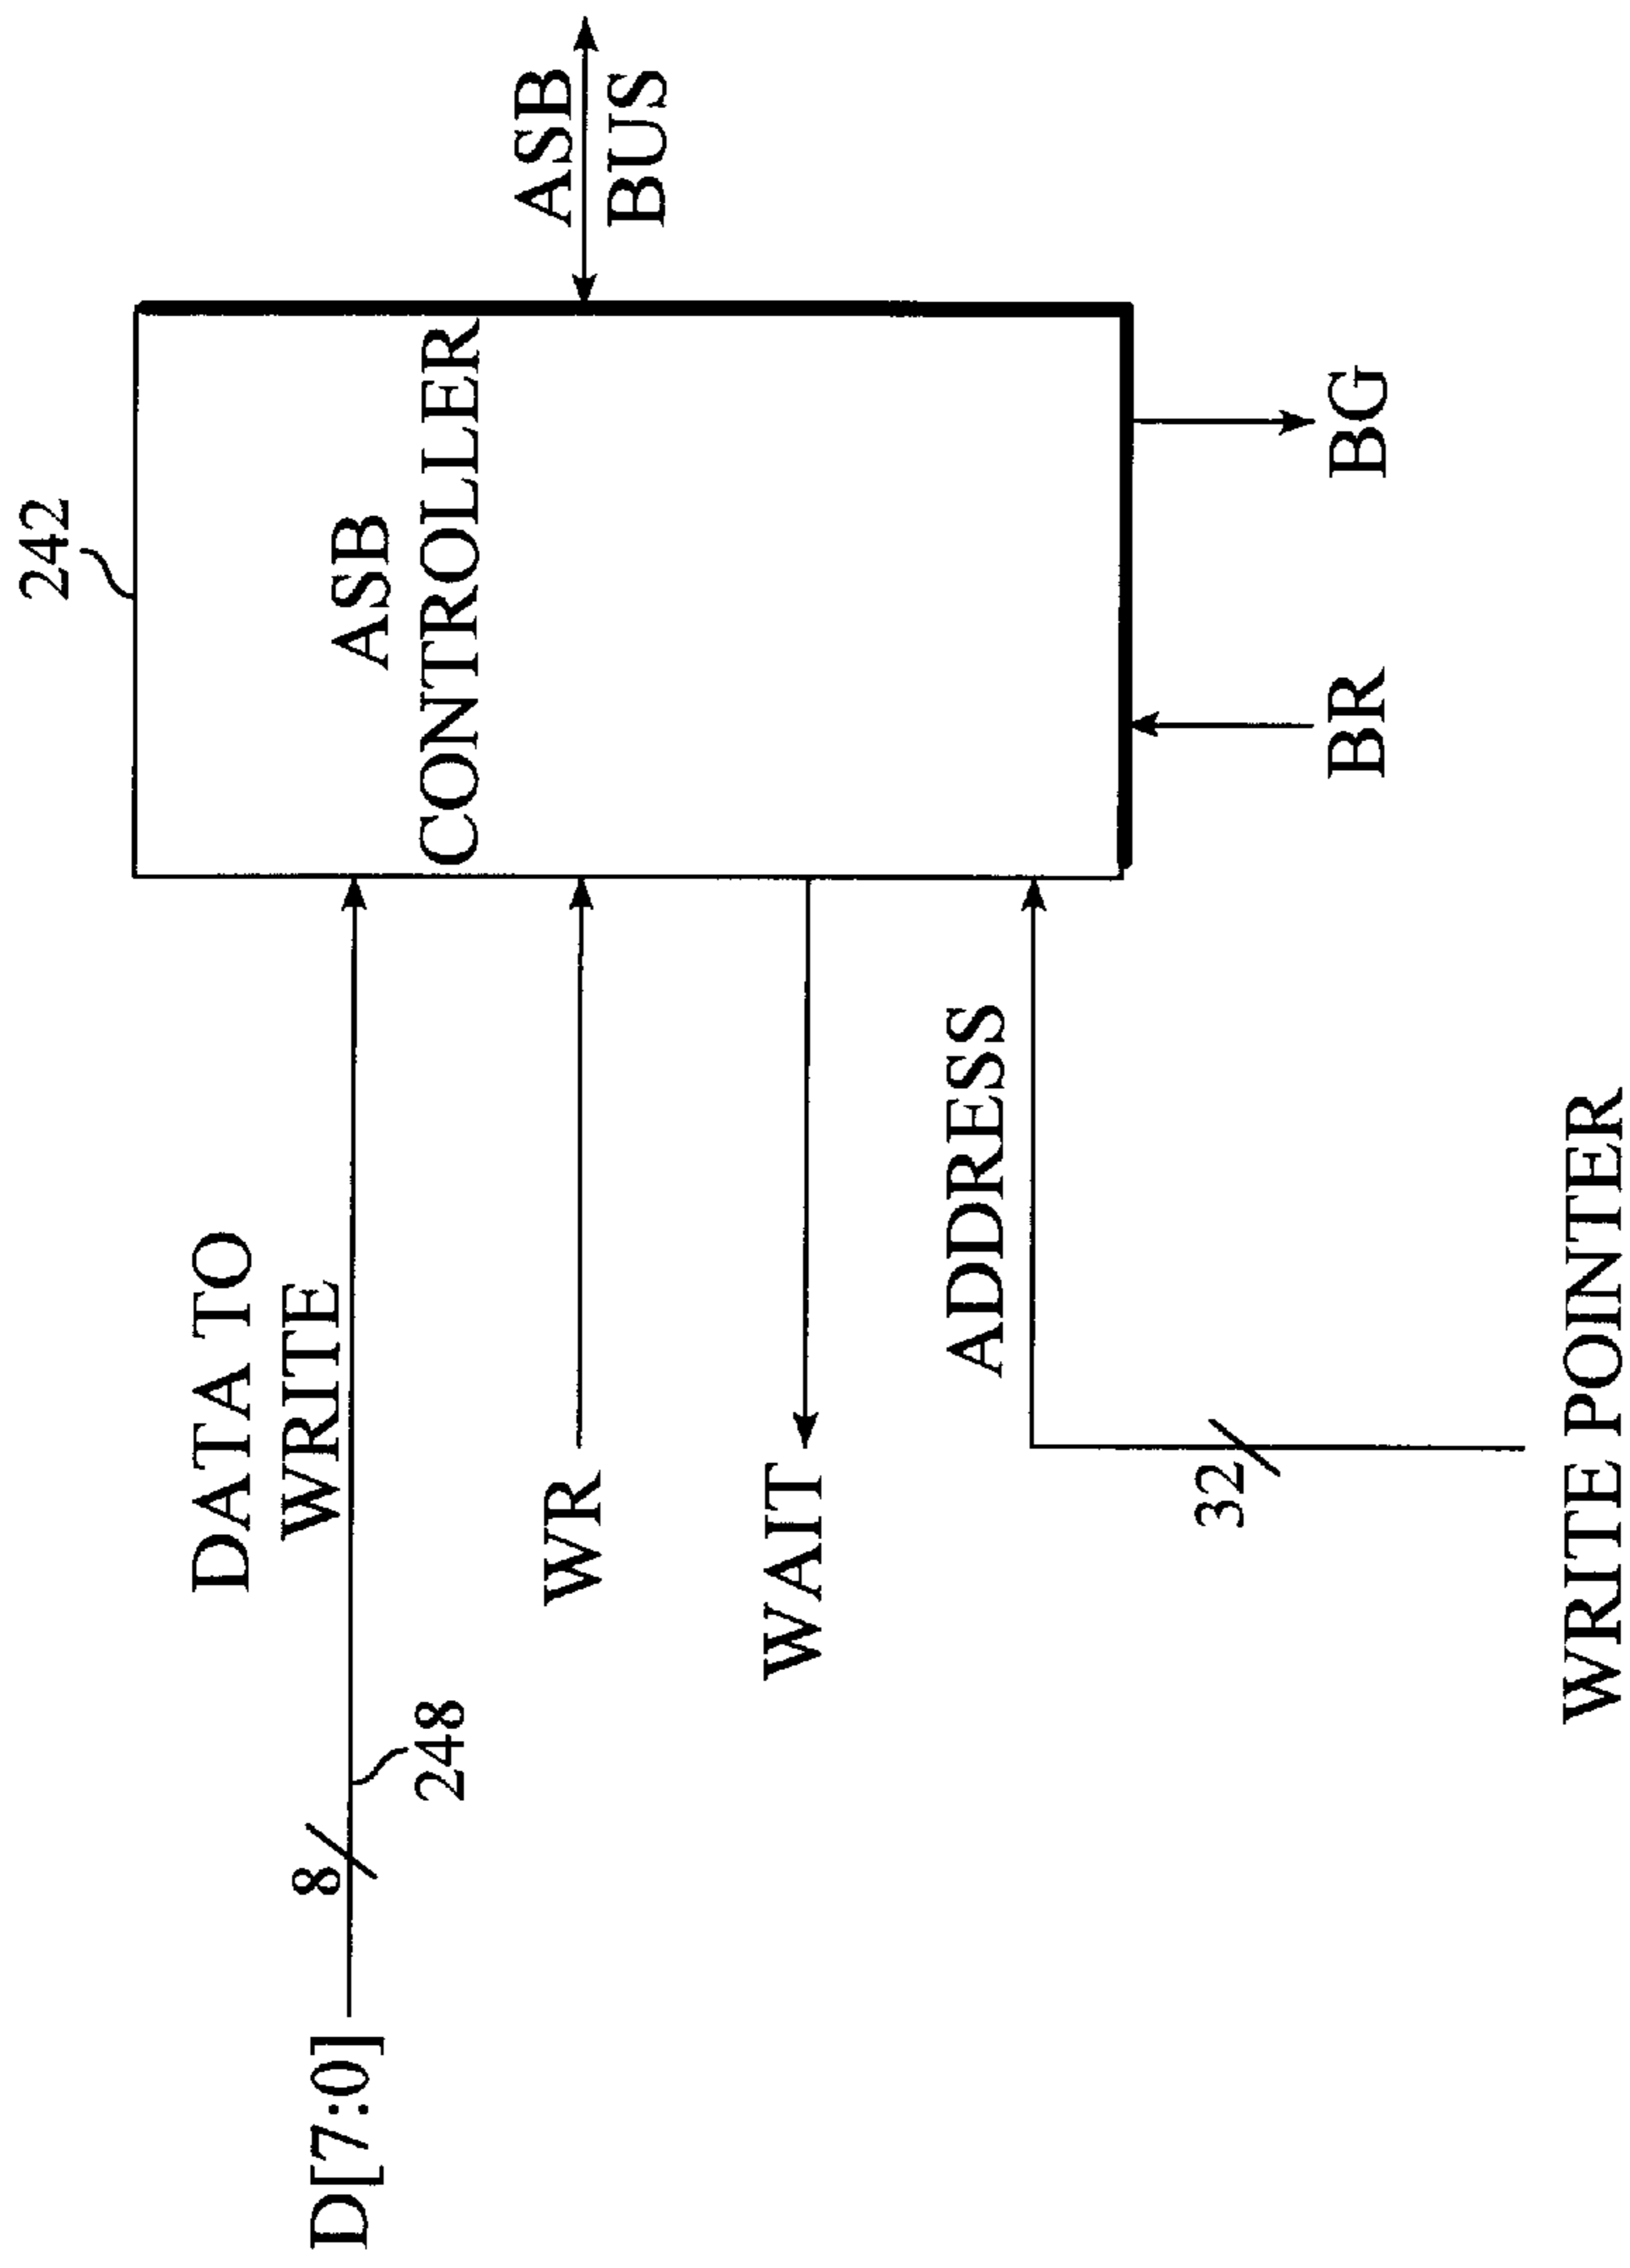 242
DATA TO
WRITE
8
D[7:0]
248
ASB
CONTROLLER
ASB
BUS
WR
WAIT
ADDRESS
32
BR
BG
WRITE POINTER